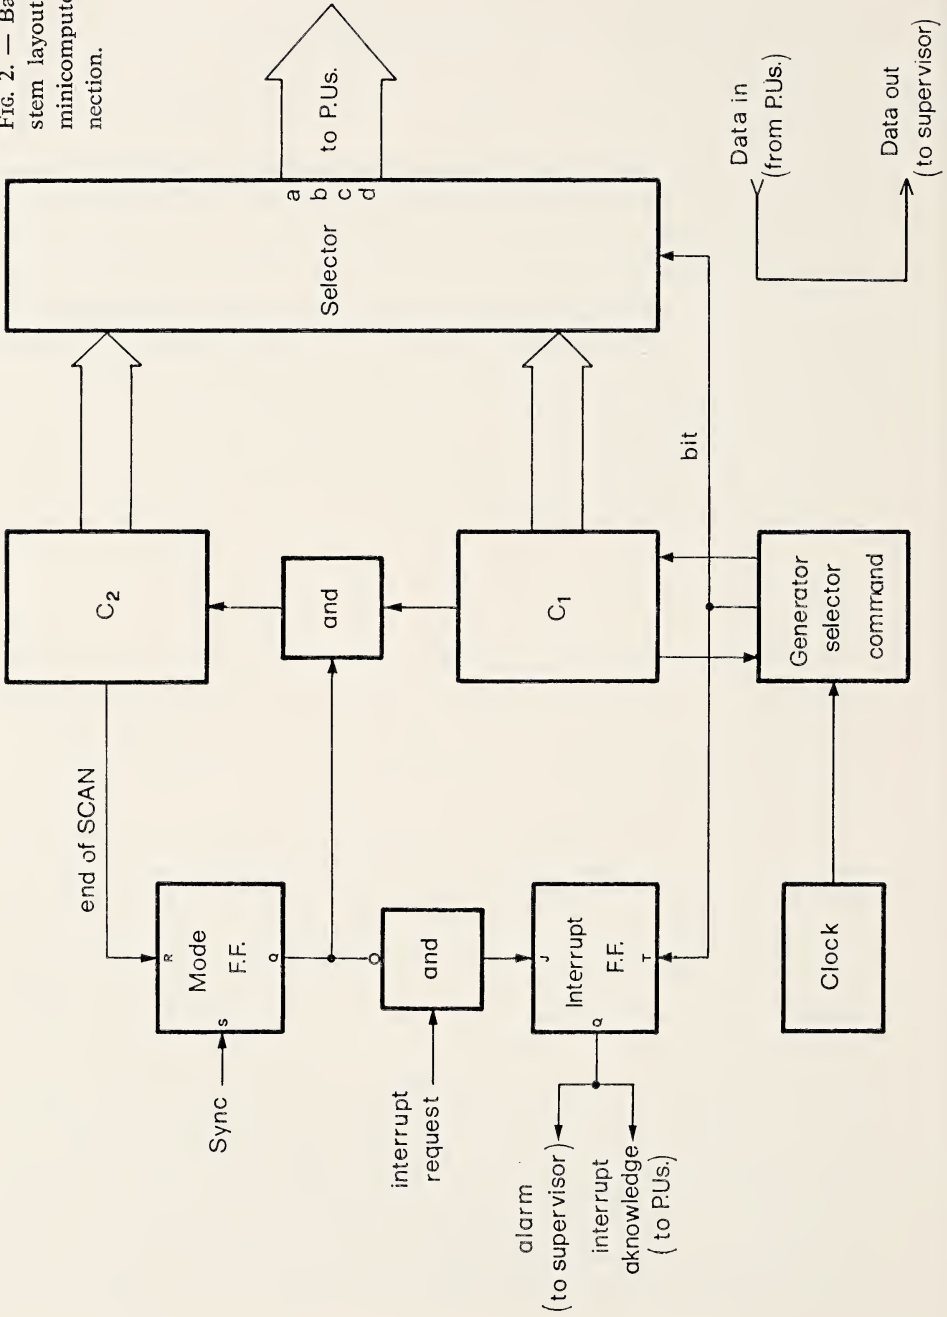 FIG. 2. — Ba
stem layout
minicompute
nection.
end of SCAN
C2
Selector
a
b
c
d
to P.Us.
Sync
S
R
Mode
F.F.
Q
and
interrupt
request
and
C1
alarm
(to supervisor)
interrupt
aknowledge
(to P.Us.)
Q
J
Interrupt
F.F.
T
bit
Clock
Generator
selector
command
Data in
(from P.Us.)
Data out
(to supervisor)